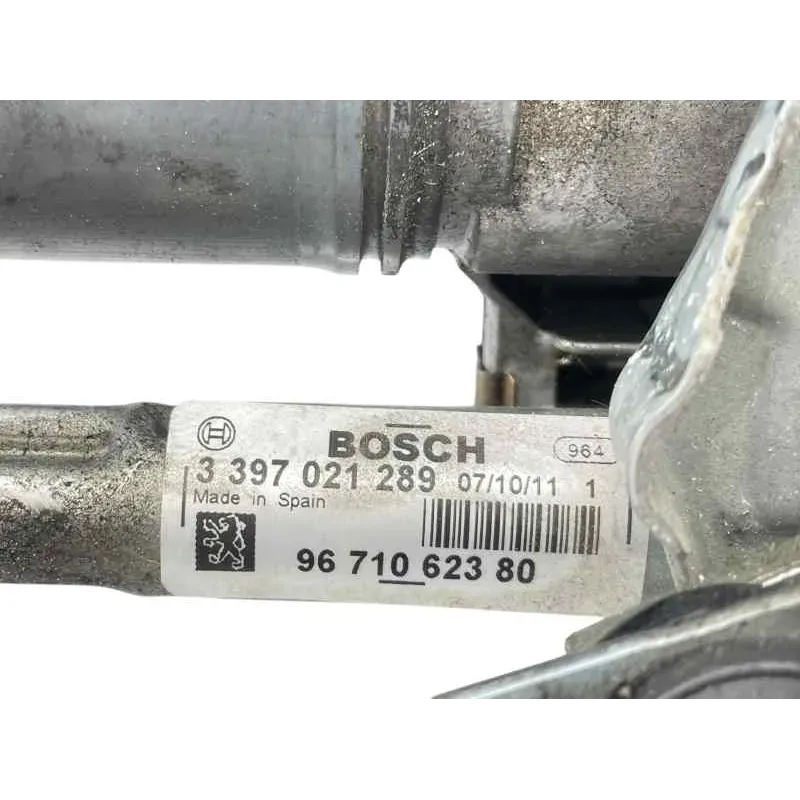 BOSCH 964
3 397 021 289 07/10/11 1
Made in Spain
96 710 623 80